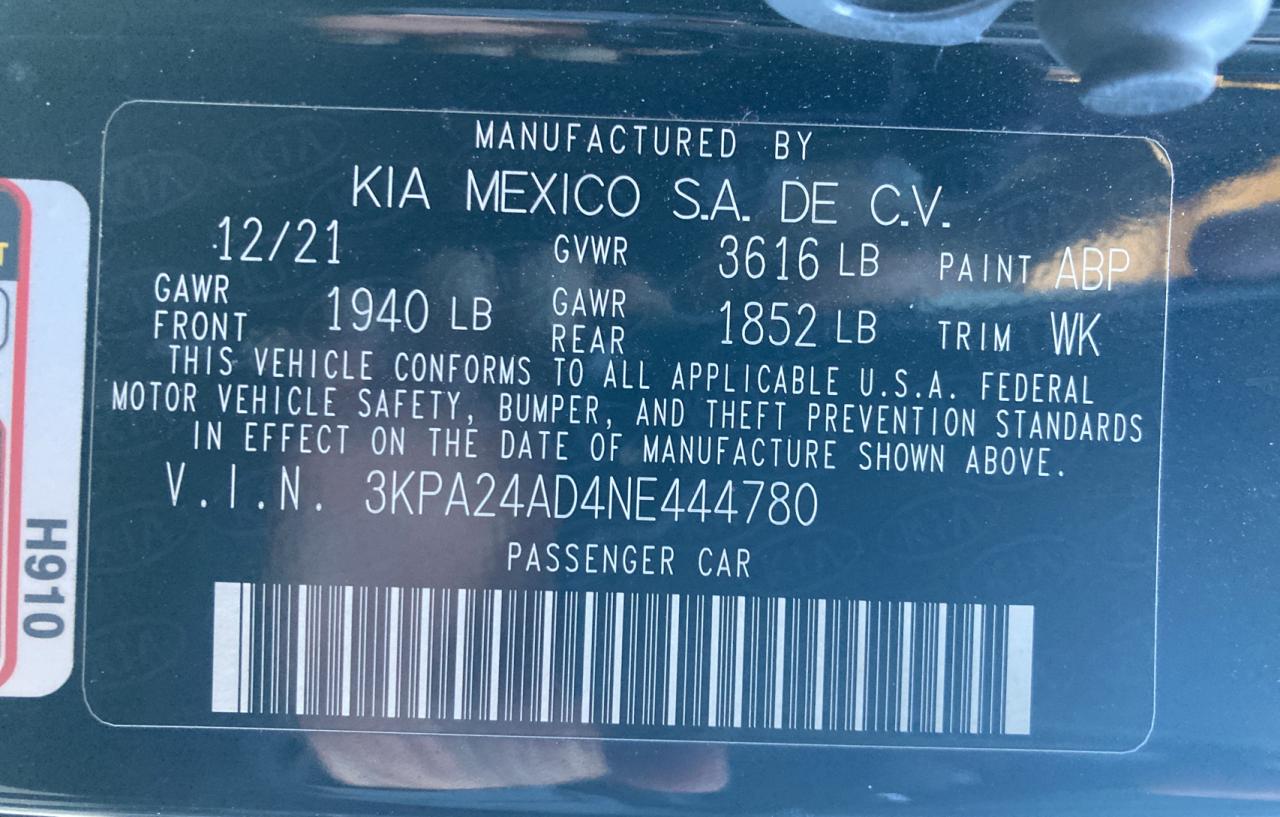 MANUFACTURED BY
KIA MEXICO S.A. DE C.V.
12/21 GVWR 3616 LB PAINT ABP
GAWR FRONT 1940 LB GAWR REAR 1852 LB TRIM WK
THIS VEHICLE CONFORMS TO ALL APPLICABLE U.S.A. FEDERAL
MOTOR VEHICLE SAFETY, BUMPER, AND THEFT PREVENTION STANDARDS
IN EFFECT ON THE DATE OF MANUFACTURE SHOWN ABOVE.
V.I.N. 3KPA24AD4NE444780
PASSENGER CAR
H910